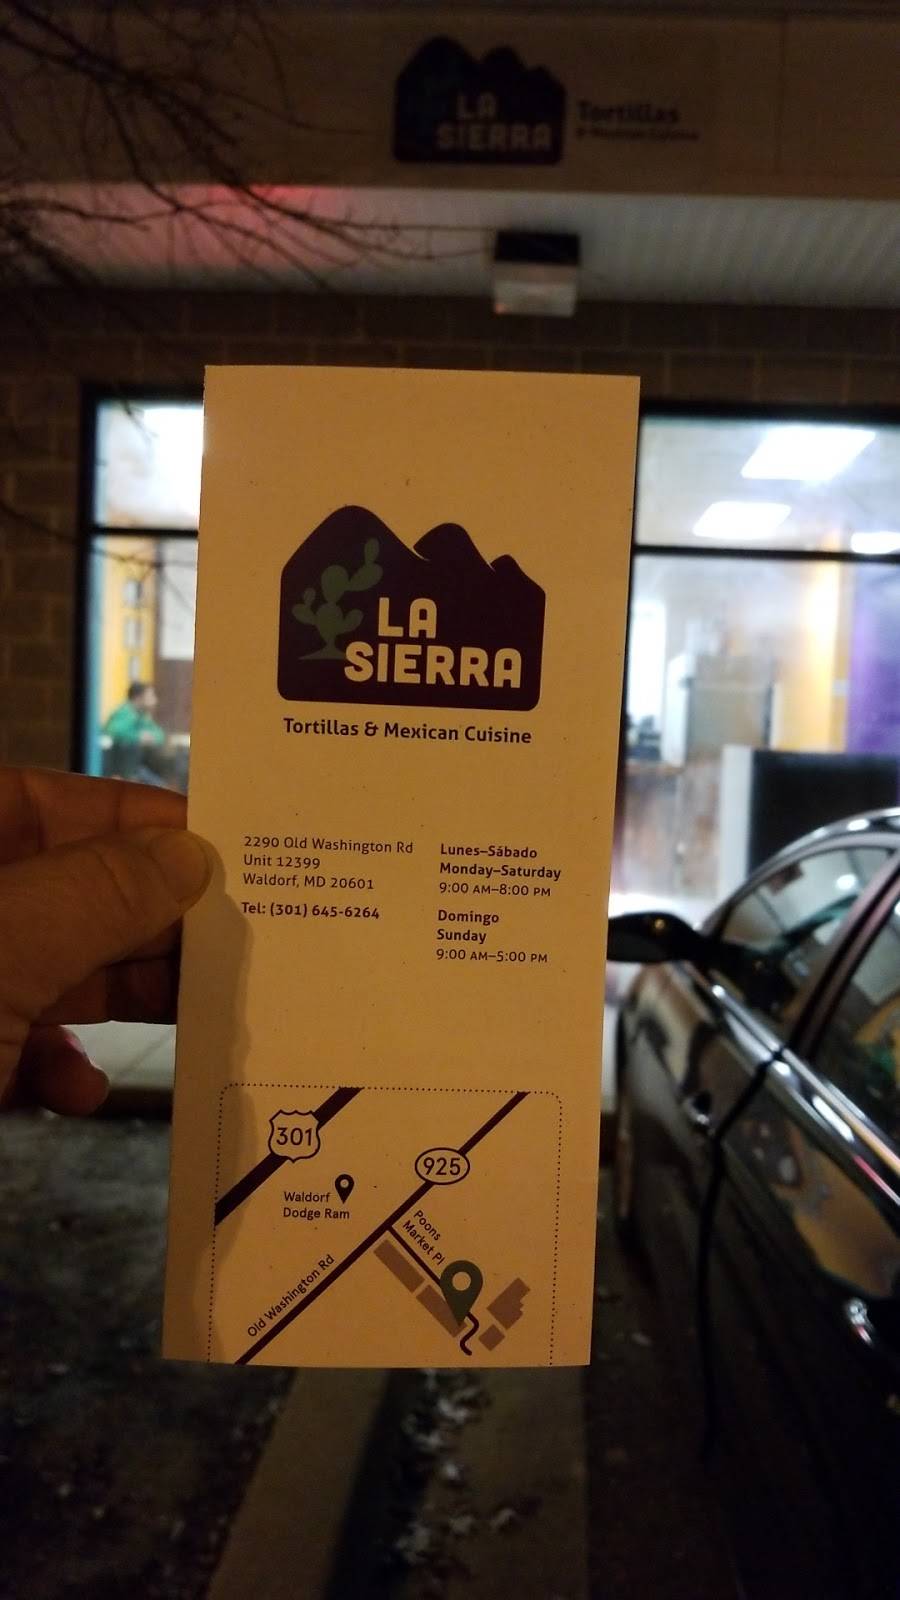 LA
SIERRA
Tortillas
& Mexican Cuisine
LA
SIERRA
Tortillas & Mexican Cuisine
2290 Old Washington Rd
Unit 12399
Waldorf, MD 20601
Tel: (301) 645-6264
Lunes–Sábado
Monday–Saturday
9:00 AM–8:00 PM
Domingo
Sunday
9:00 AM–5:00 PM
301
925
Waldorf
Dodge Ram
Poons
Market Pl
Old Washington Rd